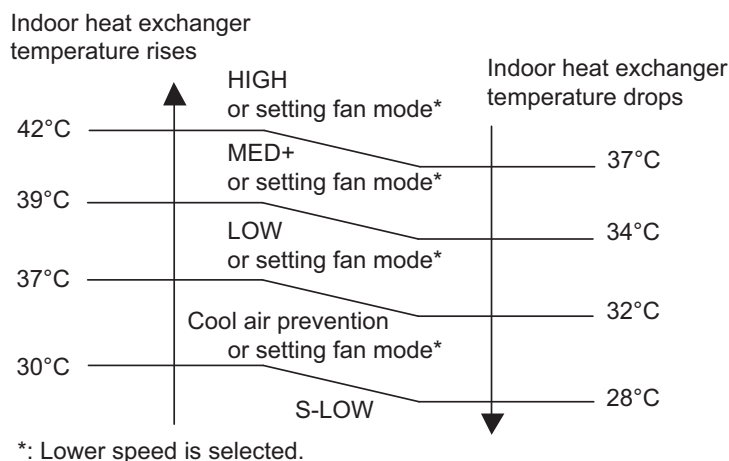 Indoor heat exchanger
temperature rises
HIGH
or setting fan mode*
Indoor heat exchanger
temperature drops
42°C
MED+
or setting fan mode*
37°C
39°C
LOW
or setting fan mode*
34°C
37°C
Cool air prevention
or setting fan mode*
32°C
30°C
S-LOW
28°C
*: Lower speed is selected.